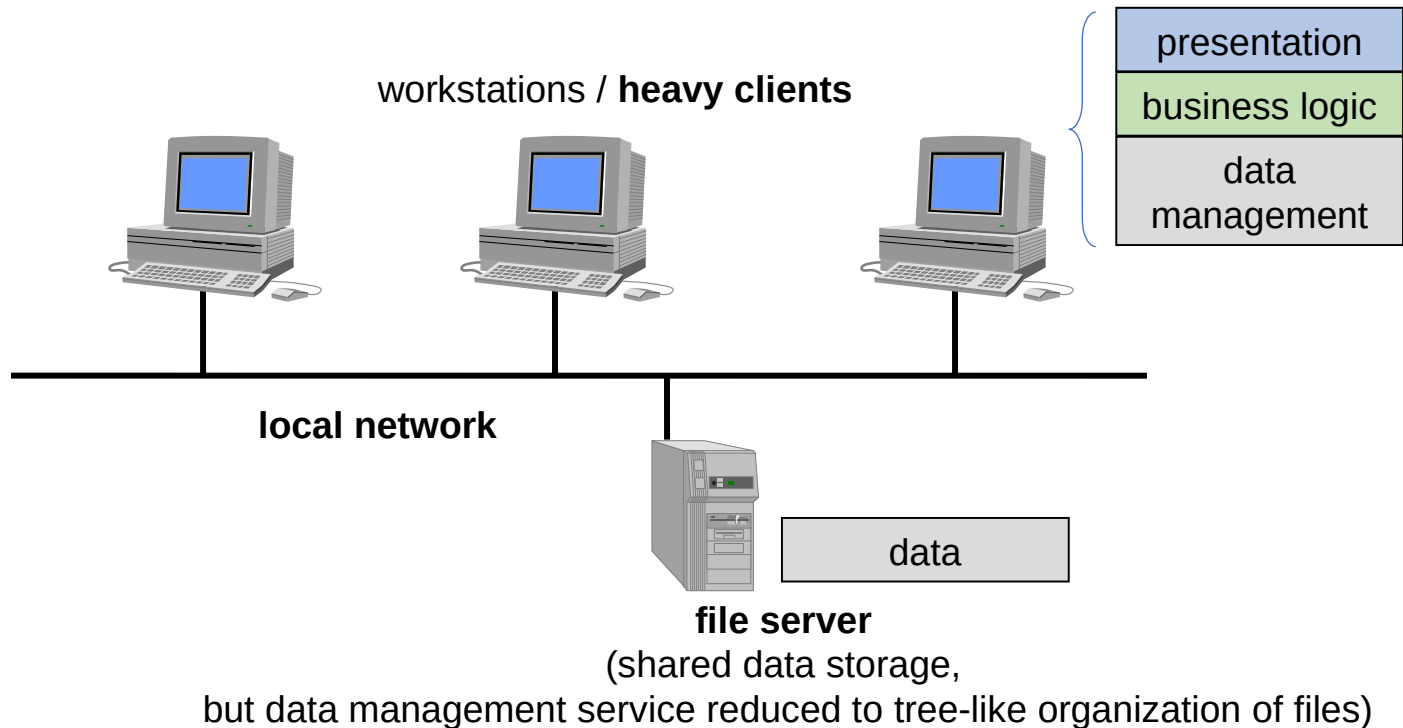 presentation
workstations / heavy clients
business logic
data
management
local network
data
file server
(shared data storage,
but data management service reduced to tree-like organization of files)